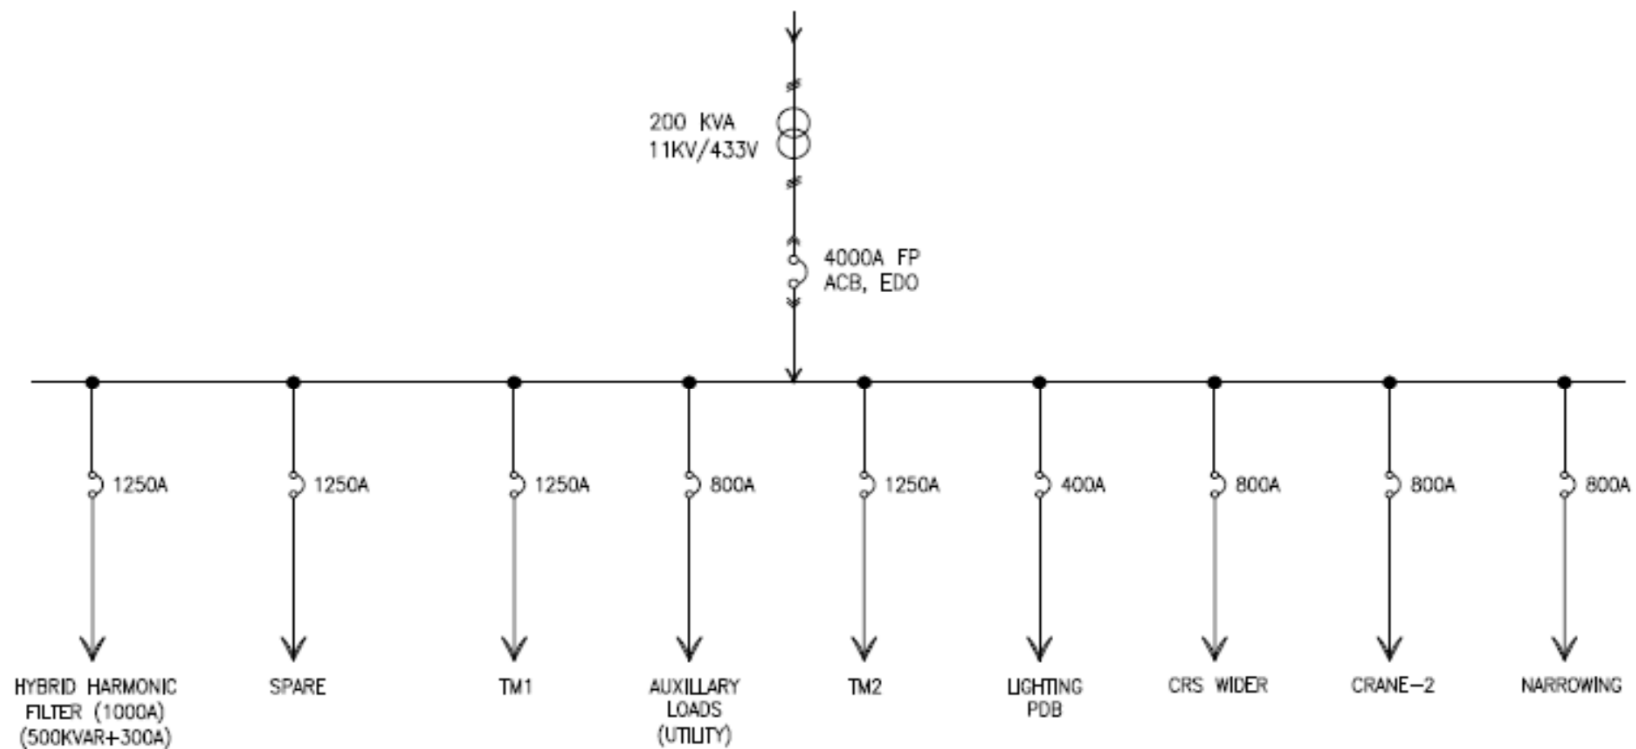 200 KVA
11KV/433V
4000A FP
ACB, EDO
1250A
1250A
1250A
800A
1250A
400A
800A
800A
800A
HYBRID HARMONIC
FILTER (1000A)
(500KVAR+300A)
SPARE
TM1
AUXILLARY
LOADS
(UTILITY)
TM2
LIGHTING
PDB
CRS WIDER
CRANE-2
NARROWING